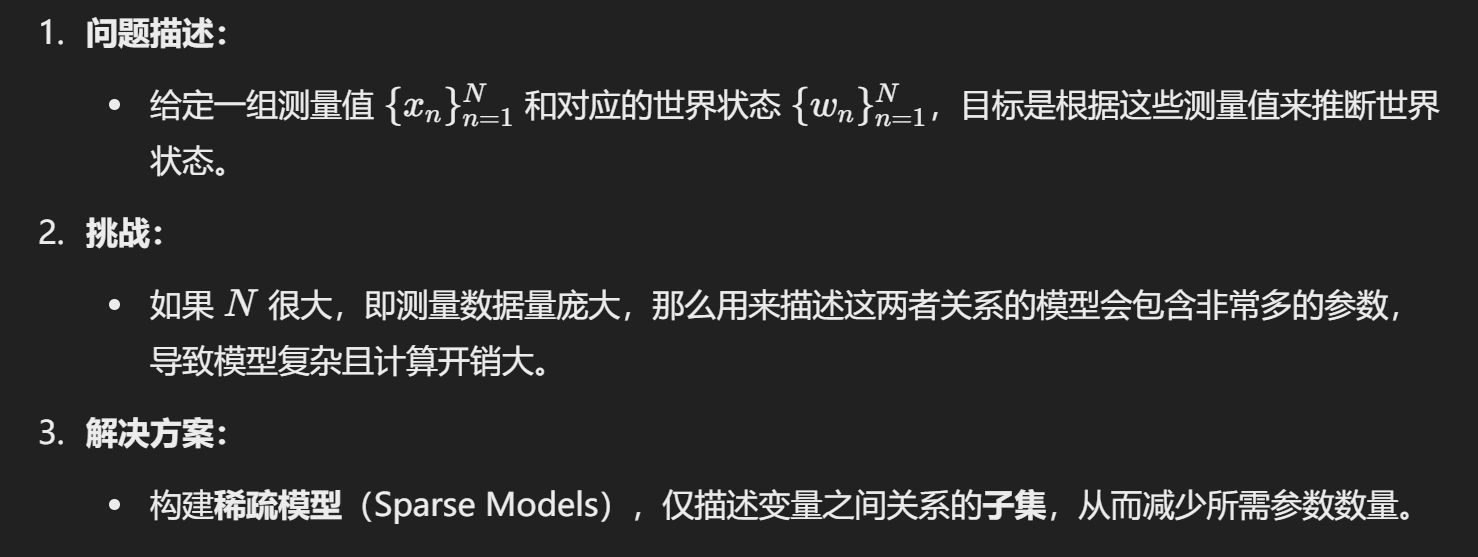 1. 问题描述：
• 给定一组测量值 {xₙ}ₙ₌₁ᴺ 和对应的世界状态 {wₙ}ₙ₌₁ᴺ，目标是根据这些测量值来推断世界
状态。
2. 挑战：
• 如果 N 很大，即测量数据量庞大，那么用来描述这两者关系的模型会包含非常多的参数，
导致模型复杂且计算开销大。
3. 解决方案：
• 构建稀疏模型（Sparse Models），仅描述变量之间关系的子集，从而减少所需参数数量。